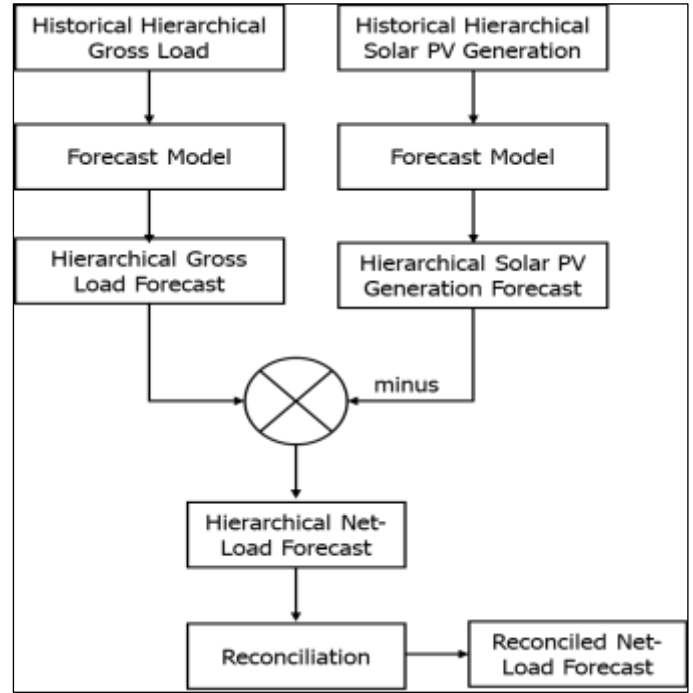 Historical Hierarchical
Gross Load
Historical Hierarchical
Solar PV Generation
Forecast Model
Forecast Model
Hierarchical Gross
Load Forecast
Hierarchical Solar PV
Generation Forecast
minus
Hierarchical Net-
Load Forecast
Reconciliation
Reconciled Net-
Load Forecast